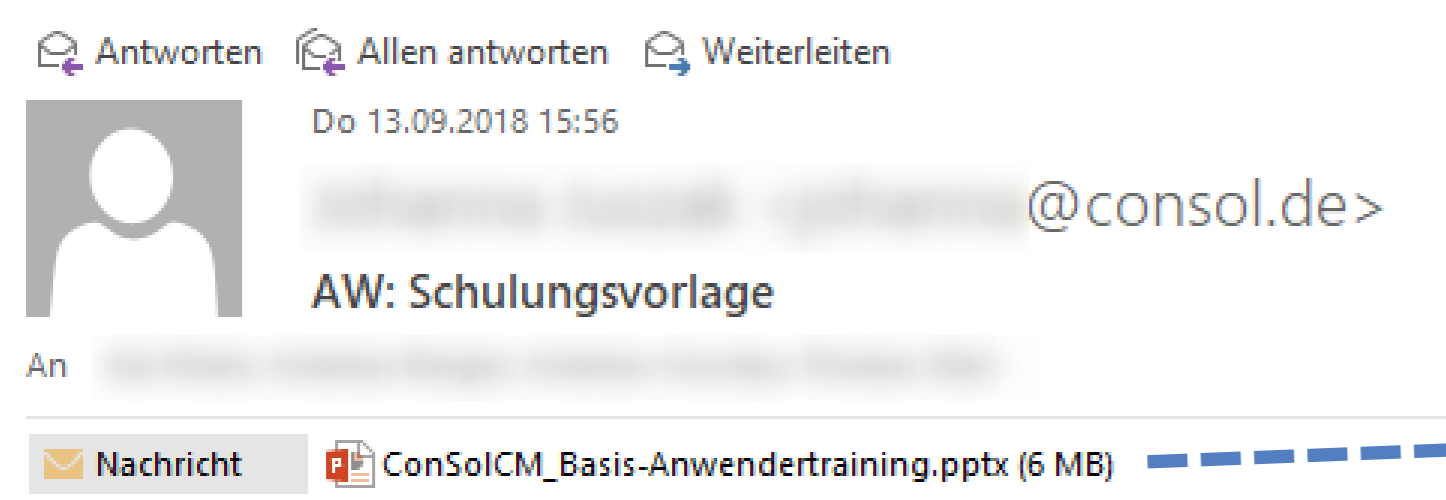 Antworten Allen antworten Weiterleiten
Do 13.09.2018 15:56
@consol.de>
AW: Schulungsvorlage
An
Nachricht ConSolCM_Basis-Anwendertraining.pptx (6 MB)